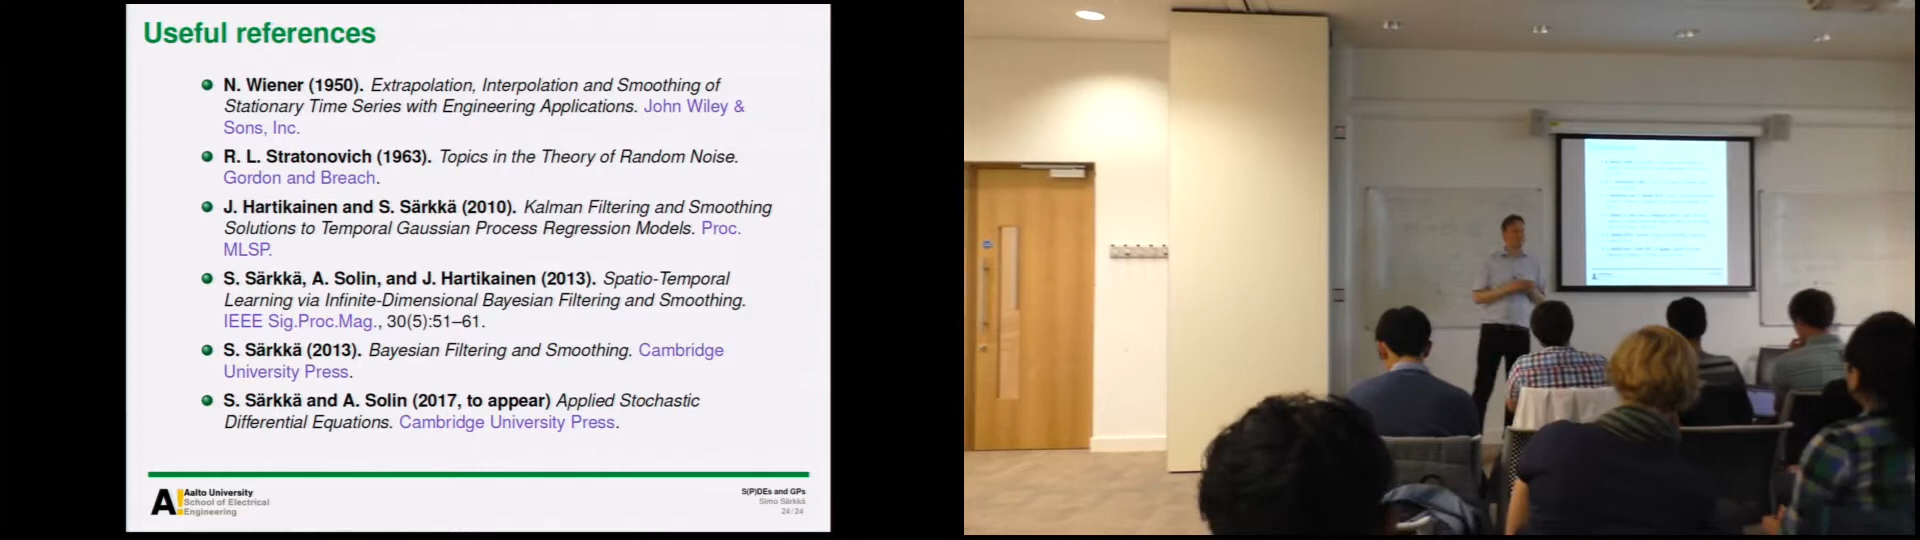 Useful references
N. Wiener (1950). Extrapolation, Interpolation and Smoothing of
Stationary Time Series with Engineering Applications. John Wiley &
Sons, Inc.
R. L. Stratonovich (1963). Topics in the Theory of Random Noise.
Gordon and Breach.
J. Hartikainen and S. Särkkä (2010). Kalman Filtering and Smoothing
Solutions to Temporal Gaussian Process Regression Models. Proc.
MLSP.
S. Särkkä, A. Solin, and J. Hartikainen (2013). Spatio-Temporal
Learning via Infinite-Dimensional Bayesian Filtering and Smoothing.
IEEE Sig.Proc.Mag., 30(5):51–61.
S. Särkkä (2013). Bayesian Filtering and Smoothing. Cambridge
University Press.
S. Särkkä and A. Solin (2017, to appear) Applied Stochastic
Differential Equations. Cambridge University Press.
A! Aalto University
School of Electrical
Engineering
S(P)DEs and GPs
Simo Särkkä
24 / 24